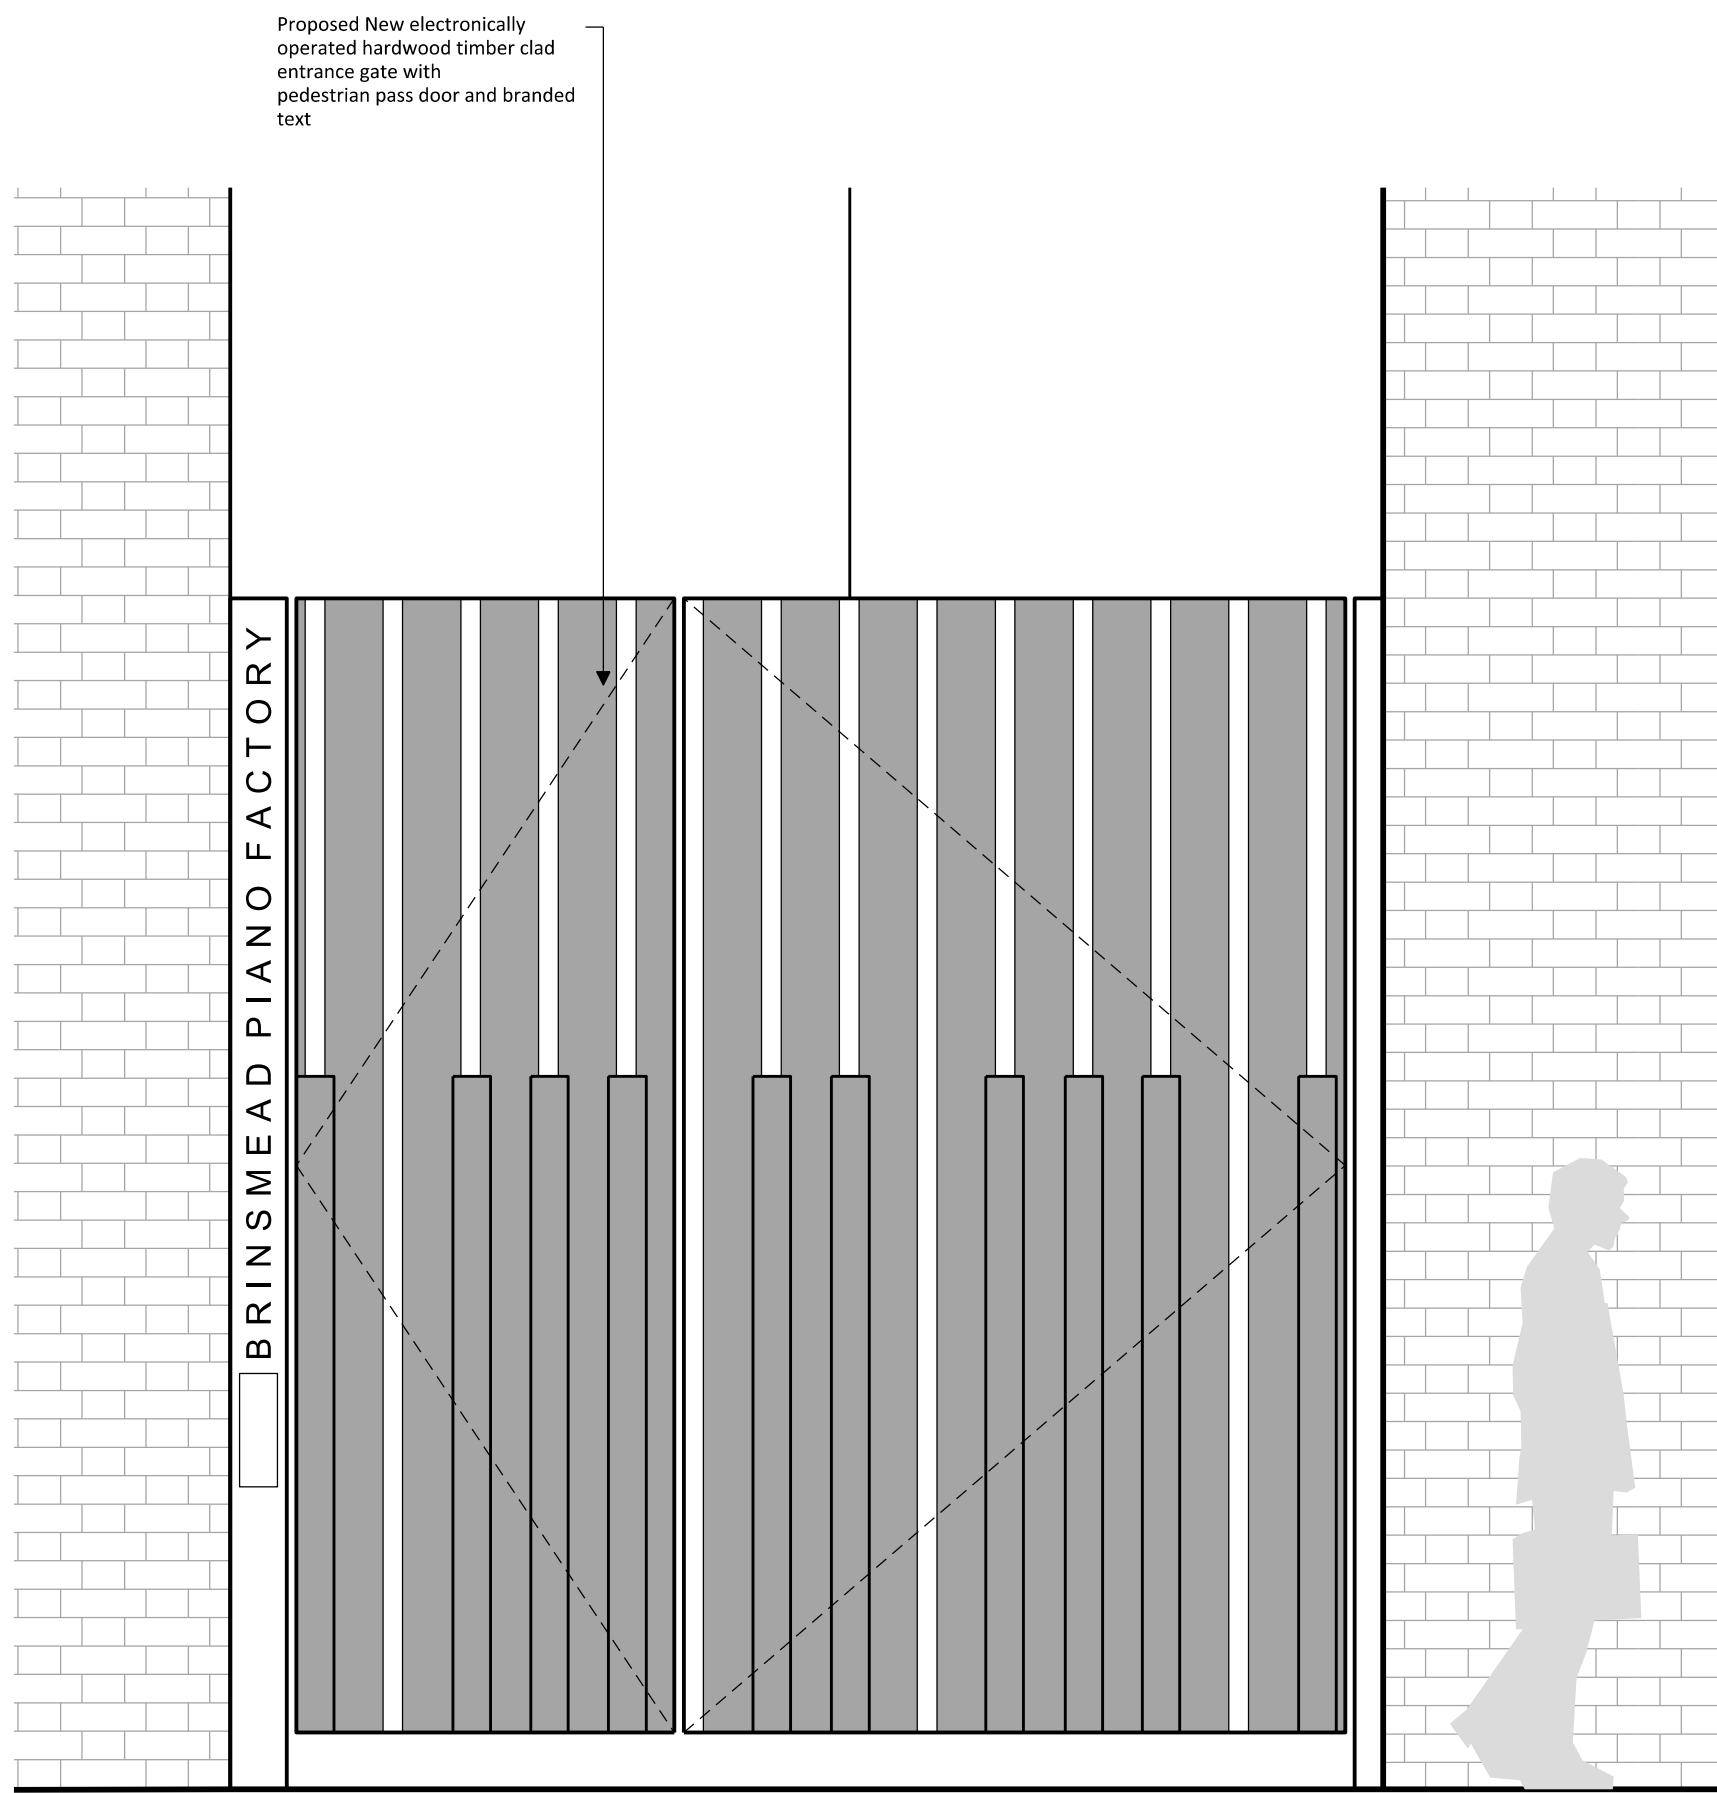 Proposed New electronically
operated hardwood timber clad
entrance gate with
pedestrian pass door and branded
text
BRINSMEAD PIANO FACTORY